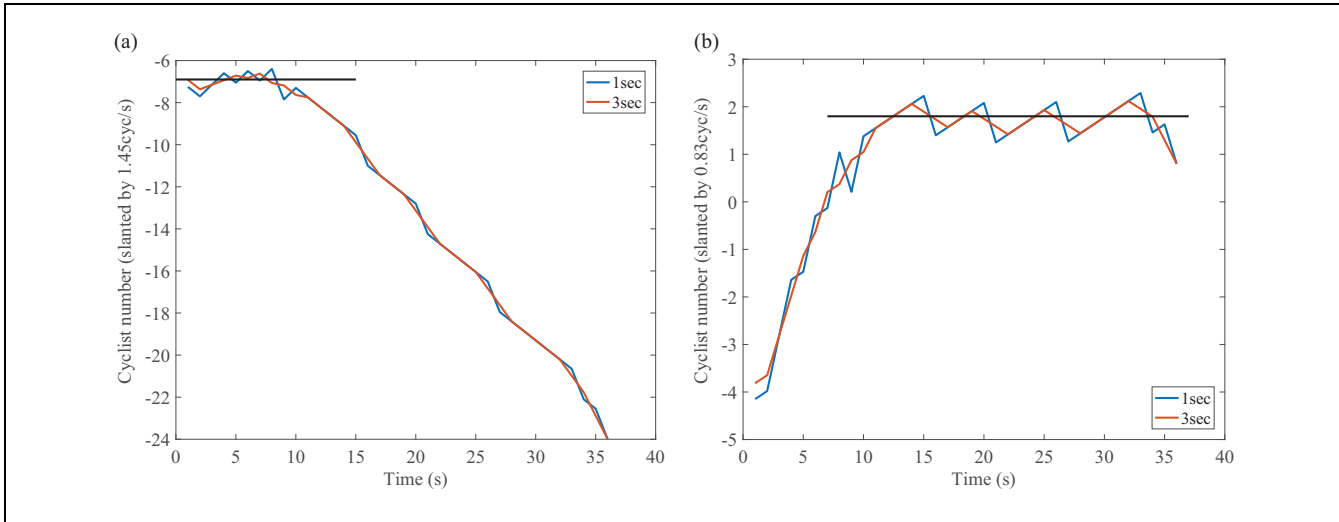 (a)
-6
-8
-10
-12
-14
-16
-18
-20
-22
-24
Cyclist number (slanted by 1.45cyc/s)
0 5 10 15 20 25 30 35 40
Time (s)
1sec
3sec
(b)
3
2
1
0
-1
-2
-3
-4
-5
Cyclist number (slanted by 0.83cyc/s)
0 5 10 15 20 25 30 35 40
Time (s)
1sec
3sec